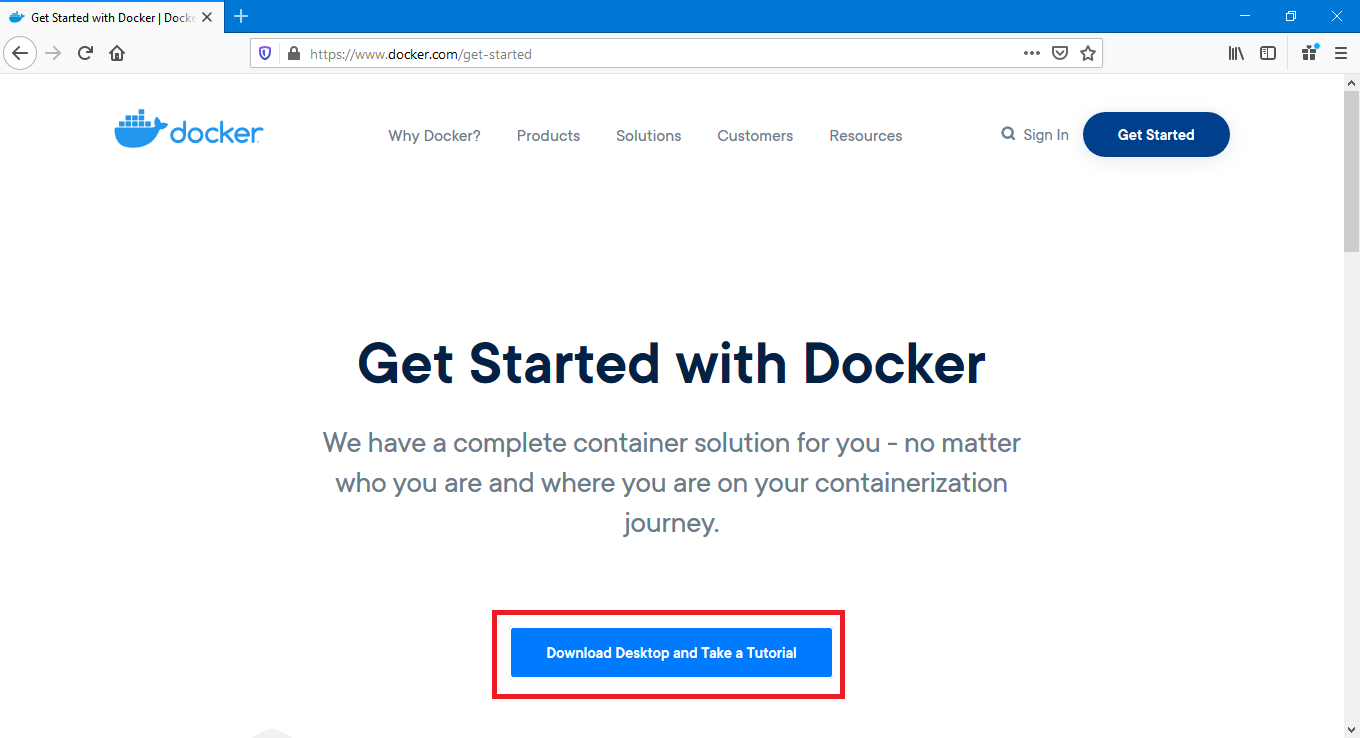 Get Started with Docker | Docke
https://www.docker.com/get-started
docker
Why Docker?
Products
Solutions
Customers
Resources
Sign In
Get Started
Get Started with Docker
We have a complete container solution for you - no matter
who you are and where you are on your containerization
journey.
Download Desktop and Take a Tutorial